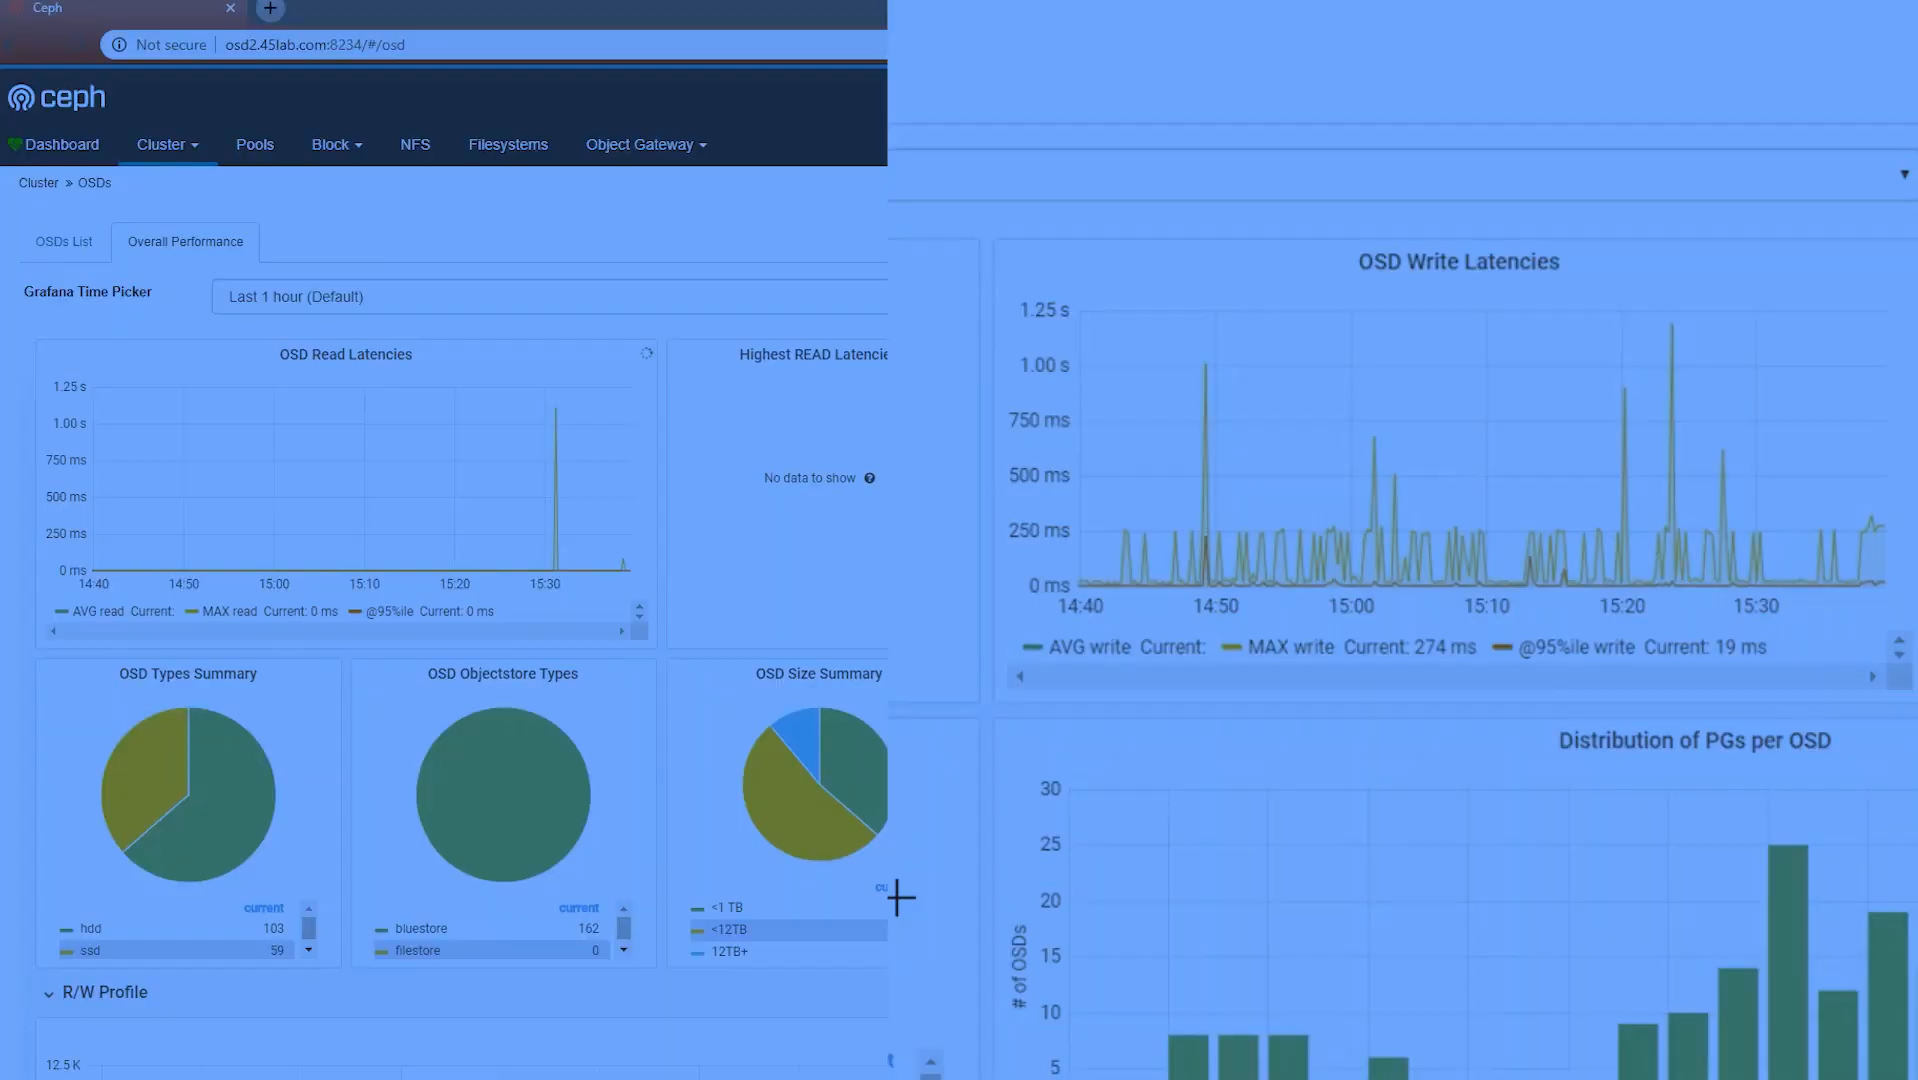 Ceph
Not secure
osd2.45lab.com:8234/#/osd
ceph
Dashboard
Cluster
Pools
Block
NFS
Filesystems
Object Gateway
Cluster » OSDs
OSDs List
Overall Performance
Grafana Time Picker
Last 1 hour (Default)
OSD Read Latencies
1.25 s
1.00 s
750 ms
500 ms
250 ms
0 ms
14:40
14:50
15:00
15:10
15:20
15:30
AVG read Current:
MAX read Current: 0 ms
@95%ile Current: 0 ms
Highest READ Latencie
No data to show
OSD Write Latencies
1.25 s
1.00 s
750 ms
500 ms
250 ms
0 ms
14:40
14:50
15:00
15:10
15:20
15:30
AVG write Current:
MAX write Current: 274 ms
@95%ile write Current: 19 ms
OSD Types Summary
current
hdd 103
ssd 59
OSD Objectstore Types
current
bluestore 162
filestore 0
OSD Size Summary
cu
<1 TB
<12TB
12TB+
Distribution of PGs per OSD
# of OSDs
30
25
20
15
10
5
R/W Profile
12.5 K